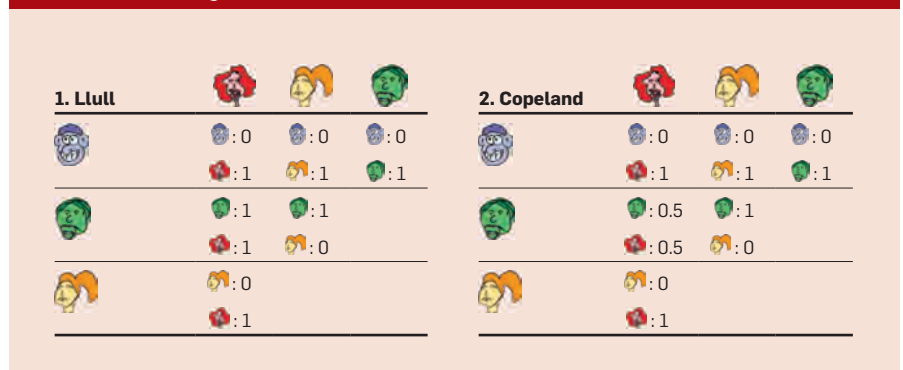 1. Llull
: 0 : 0 : 0
: 1 : 1 : 1
: 1 : 1
: 1 : 0
: 0
: 1
2. Copeland
: 0 : 0 : 0
: 1 : 1 : 1
: 0.5 : 1
: 0.5 : 0
: 0
: 1